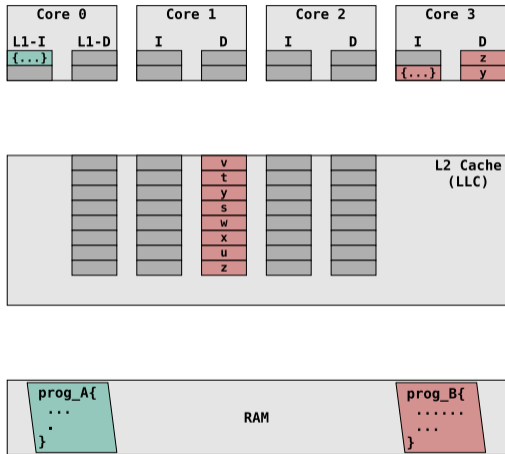 Core 0 Core 1 Core 2 Core 3
L1-I L1-D I D I D I D
{...} z
{...} y
v
t
y
s
w
x
u
z
L2 Cache
(LLC)
prog_A{
...
.
}
RAM
prog_B{
......
...
}